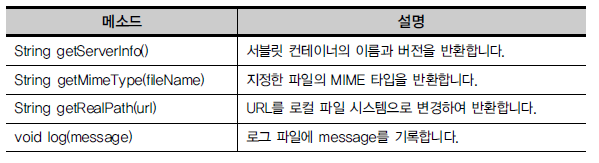 메소드 설명
String getServerInfo() 서블릿 컨테이너의 이름과 버전을 반환합니다.
String getMimeType(fileName) 지정한 파일의 MIME 타입을 반환합니다.
String getRealPath(url) URL를 로컬 파일 시스템으로 변경하여 반환합니다.
void log(message) 로그 파일에 message를 기록합니다.